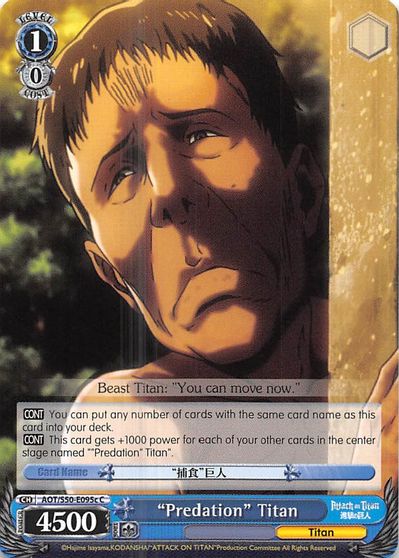 LEVEL
1
0
COST
Beast Titan: "You can move now."
CONT You can put any number of cards with the same card name as this
card into your deck.
CONT This card gets +1000 power for each of your other cards in the center
stage named ""Predation" Titan".
Card Name
"捕食"巨人
CH
AOT/S50-E095c C
Attack on Titan
進撃の巨人
POWER
4500
SOUL
"Predation" Titan
Titan
©Hajime Isayama,KODANSHA/"ATTACK ON TITAN"Production Committee.All Rights Reserved.